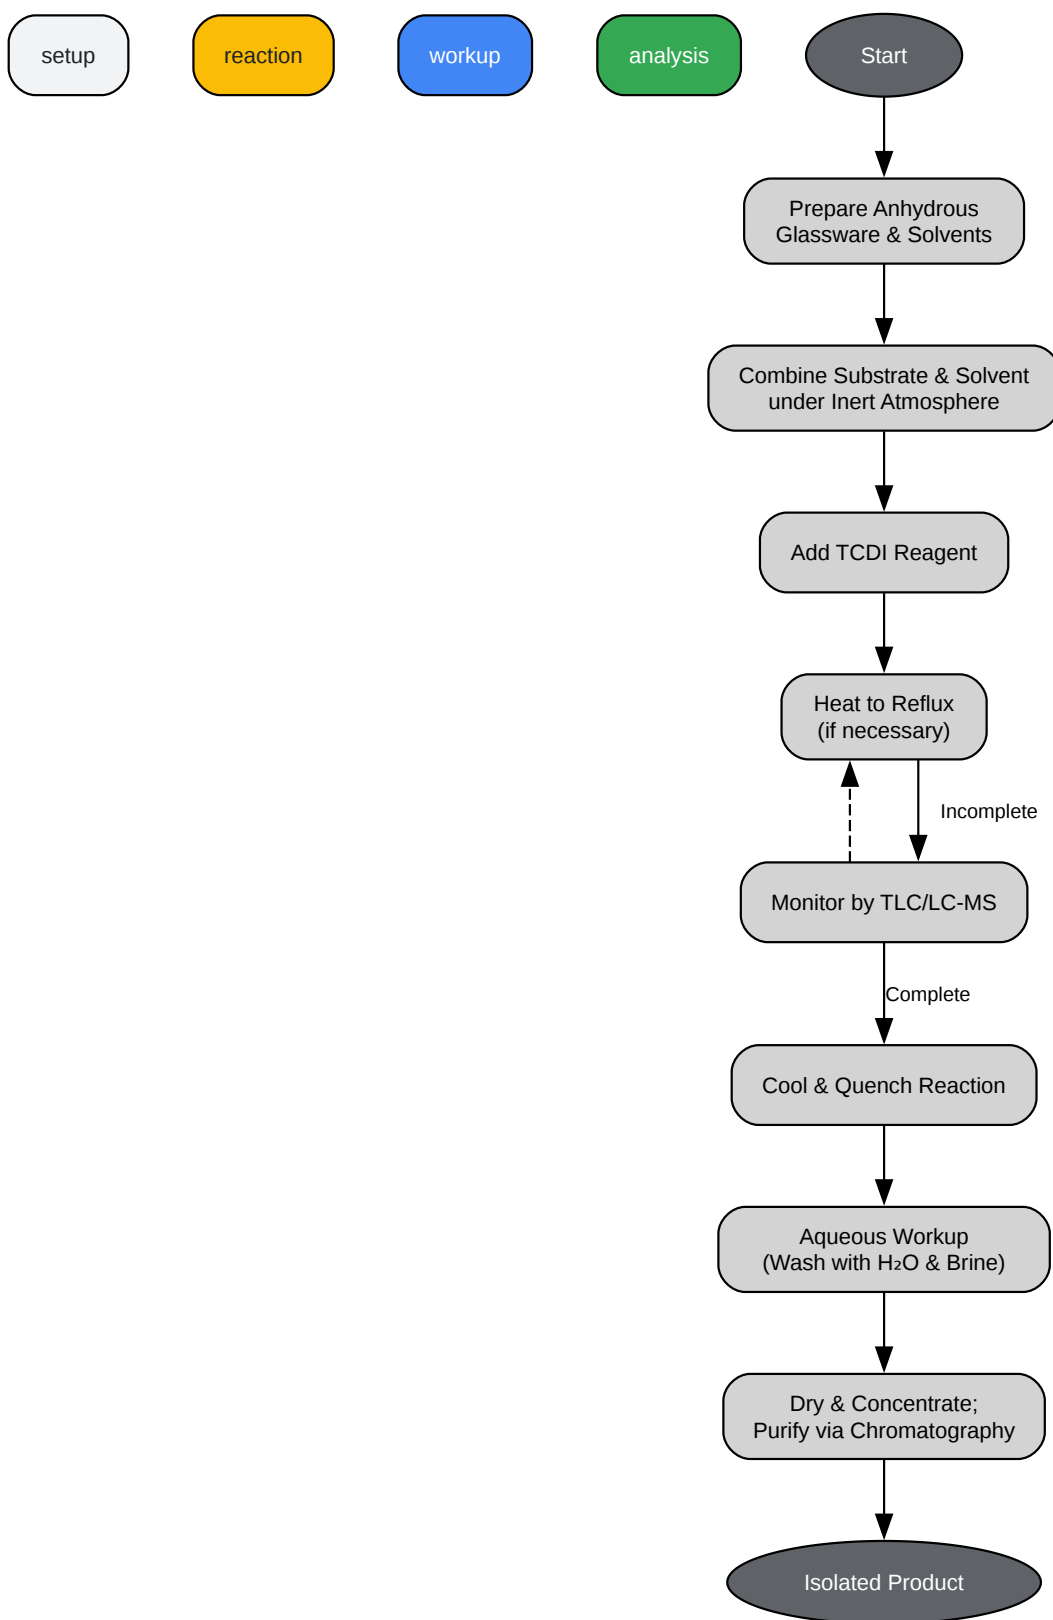 setup
reaction
workup
analysis
Start
Prepare Anhydrous
Glassware & Solvents
Combine Substrate & Solvent
under Inert Atmosphere
Add TCDI Reagent
Heat to Reflux
(if necessary)
Incomplete
Monitor by TLC/LC-MS
Complete
Cool & Quench Reaction
Aqueous Workup
(Wash with H₂O & Brine)
Dry & Concentrate;
Purify via Chromatography
Isolated Product